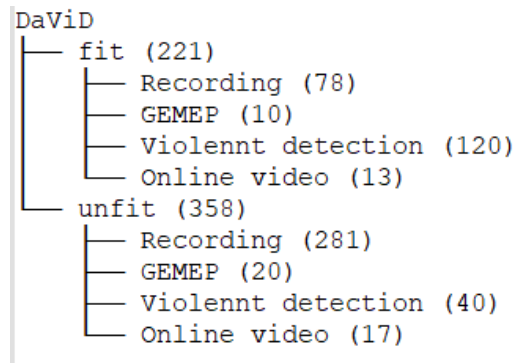 DaViD
├── fit (221)
│   ├── Recording (78)
│   ├── GEMEP (10)
│   ├── Violennt detection (120)
│   └── Online video (13)
└── unfit (358)
    ├── Recording (281)
    ├── GEMEP (20)
    ├── Violennt detection (40)
    └── Online video (17)